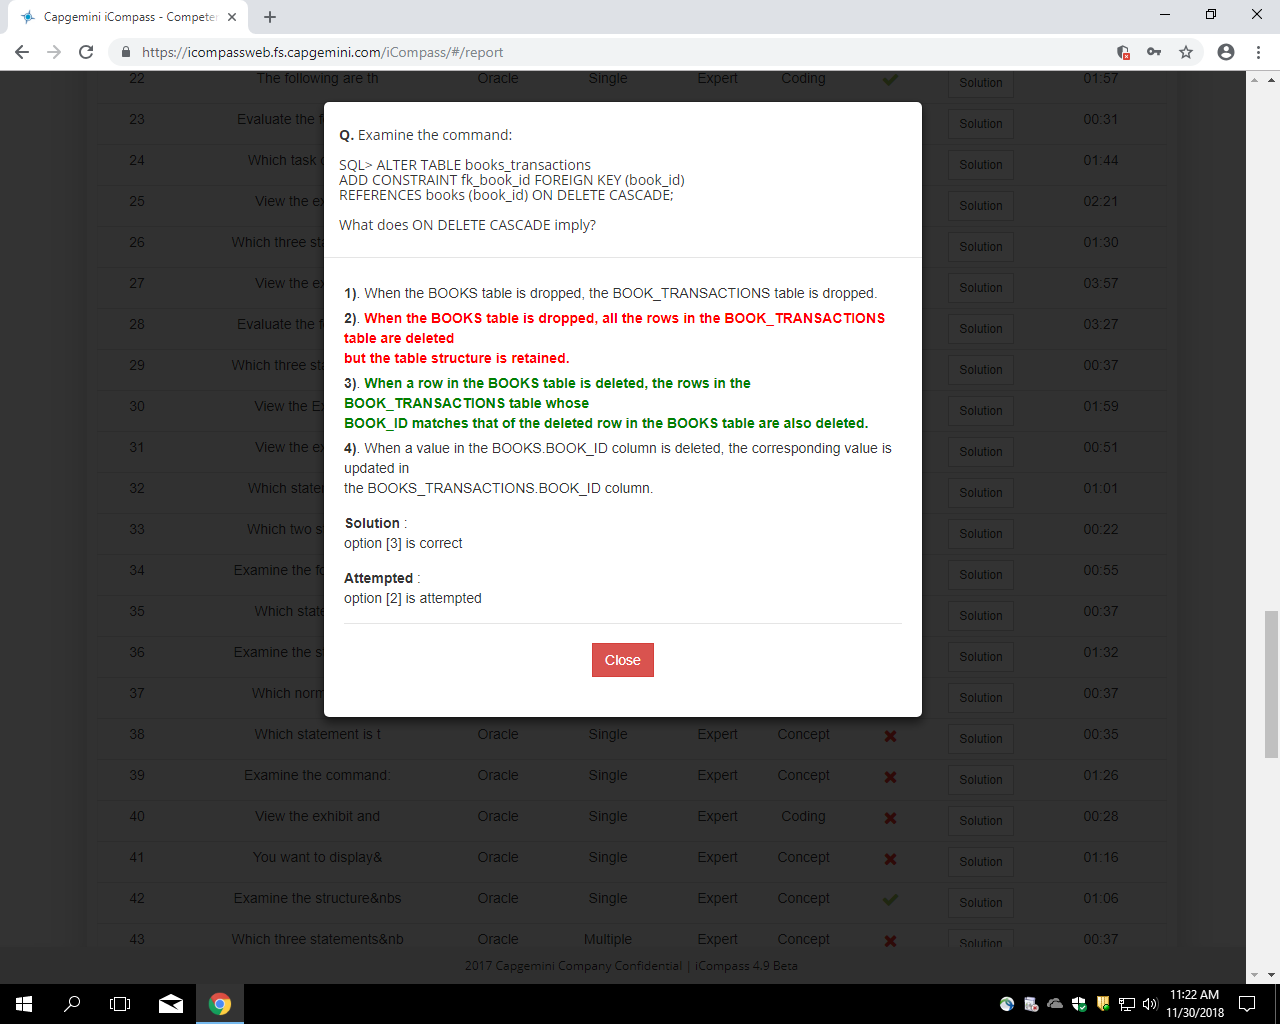 Capgemini iCompass - Competen
https://icompassweb.fs.capgemini.com/iCompass/#/report
22 The following are th Oracle Single Expert Coding Solution 01:57
23 Evaluate the f Solution 00:31
24 Which task Solution 01:44
25 View the ex Solution 02:21
26 Which three sta Solution 01:30
27 View the ex Solution 03:57
28 Evaluate the f Solution 03:27
29 Which three sta Solution 00:37
30 View the E Solution 01:59
31 View the ex Solution 00:51
32 Which state Solution 01:01
33 Which two s Solution 00:22
34 Examine the fo Solution 00:55
35 Which state Solution 00:37
36 Examine the s Solution 01:32
37 Which norm Solution 00:37
Q. Examine the command:
SQL> ALTER TABLE books_transactions
ADD CONSTRAINT fk_book_id FOREIGN KEY (book_id)
REFERENCES books (book_id) ON DELETE CASCADE;
What does ON DELETE CASCADE imply?
1). When the BOOKS table is dropped, the BOOK_TRANSACTIONS table is dropped.
2). When the BOOKS table is dropped, all the rows in the BOOK_TRANSACTIONS
table are deleted
but the table structure is retained.
3). When a row in the BOOKS table is deleted, the rows in the
BOOK_TRANSACTIONS table whose
BOOK_ID matches that of the deleted row in the BOOKS table are also deleted.
4). When a value in the BOOKS.BOOK_ID column is deleted, the corresponding value is
updated in
the BOOKS_TRANSACTIONS.BOOK_ID column.
Solution :
option [3] is correct
Attempted :
option [2] is attempted
Close
38 Which statement is t Oracle Single Expert Concept Solution 00:35
39 Examine the command: Oracle Single Expert Concept Solution 01:26
40 View the exhibit and Oracle Single Expert Coding Solution 00:28
41 You want to display& Oracle Single Expert Concept Solution 01:16
42 Examine the structure&nbs Oracle Single Expert Concept Solution 01:06
43 Which three statements&nb Oracle Multiple Expert Concept Solution 00:37
2017 Capgemini Company Confidential | iCompass 4.9 Beta
11:22 AM
11/30/2018